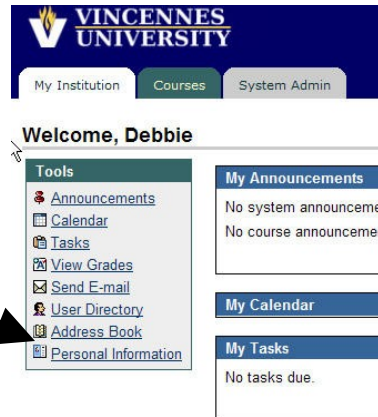 VINCENNES
UNIVERSITY
My Institution
Courses
System Admin
Welcome, Debbie
Tools
Announcements
Calendar
Tasks
View Grades
Send E-mail
User Directory
Address Book
Personal Information
My Announcements
No system announceme
No course announcemen
My Calendar
My Tasks
No tasks due.